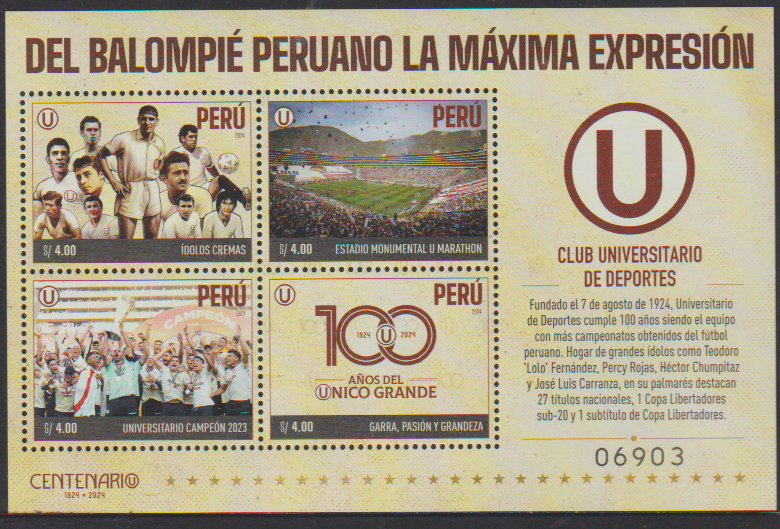 DEL BALOMPIÉ PERUANO LA MÁXIMA EXPRESIÓN
U
PERÚ
2024
S/ 4.00
ÍDOLOS CREMAS
U
PERÚ
2024
S/ 4.00
ESTADIO MONUMENTAL U MARATHON
U
PERÚ
2024
CAMPEÓN
S/ 4.00
UNIVERSITARIO CAMPEÓN 2023
U
PERÚ
2024
100
1924 U 2024
AÑOS DEL
ÚNICO GRANDE
S/ 4.00
GARRA, PASIÓN Y GRANDEZA
U
CLUB UNIVERSITARIO
DE DEPORTES
Fundado el 7 de agosto de 1924, Universitario
de Deportes cumple 100 años siendo el equipo
con más campeonatos obtenidos del fútbol
peruano. Hogar de grandes ídolos como Teodoro
'Lolo' Fernández, Percy Rojas, Héctor Chumpitaz
y José Luis Carranza, en su palmarés destacan
27 títulos nacionales, 1 Copa Libertadores
sub-20 y 1 subtítulo de Copa Libertadores.
06903
CENTENARIU
1924 • 2024